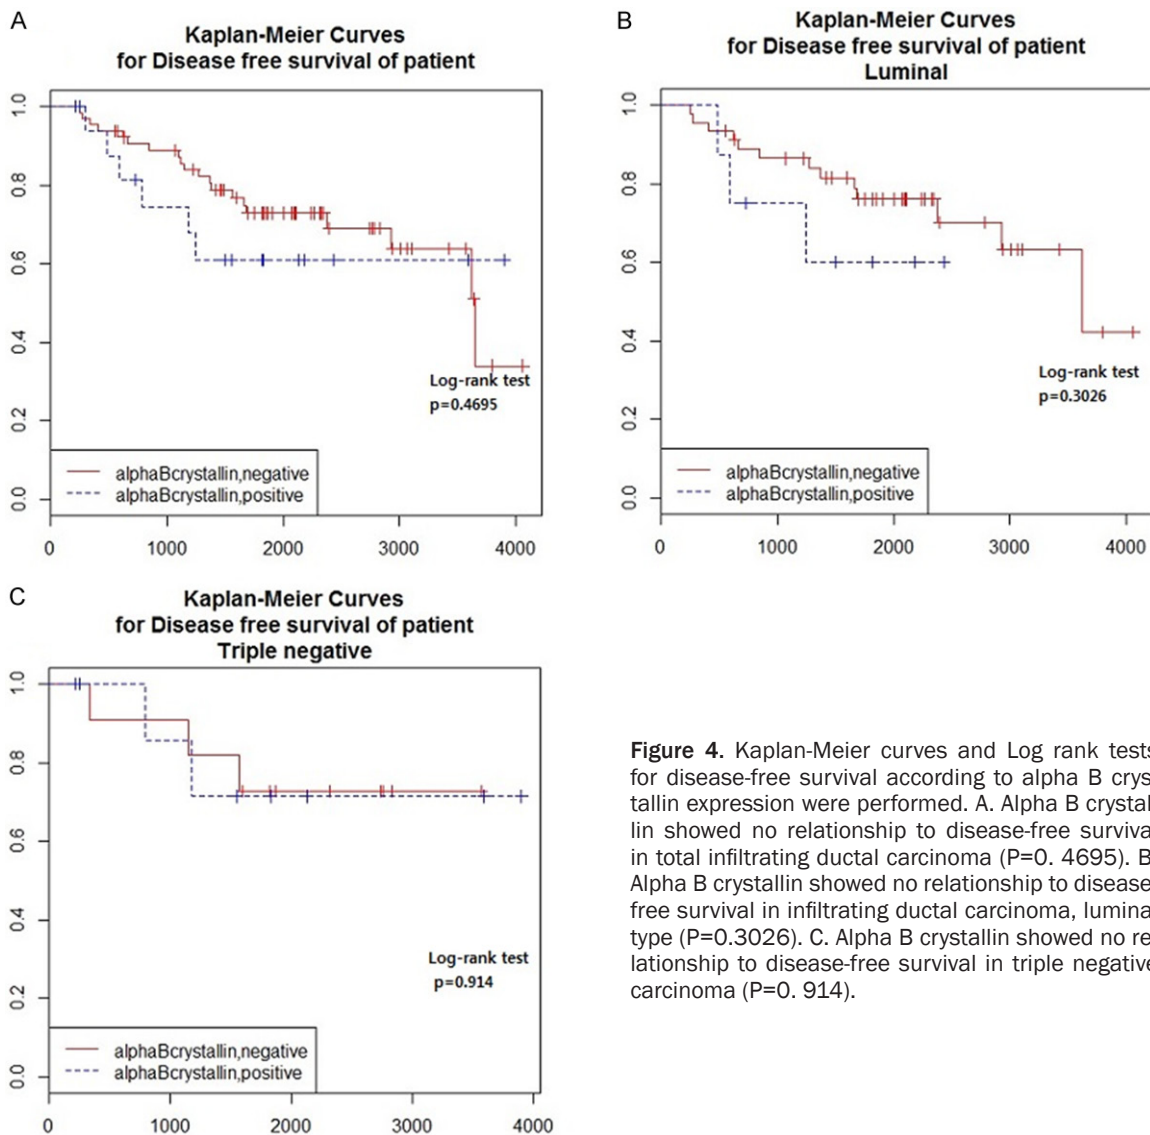 A
Kaplan-Meier Curves
for Disease free survival of patient
1.0
0.8
0.6
0.4
0.2
0.0
Log-rank test
p=0.4695
alphaBcrystallin,negative
alphaBcrystallin,positive
0 1000 2000 3000 4000
B
Kaplan-Meier Curves
for Disease free survival of patient
Luminal
1.0
0.8
0.6
0.4
0.2
0.0
Log-rank test
p=0.3026
alphaBcrystallin,negative
alphaBcrystallin,positive
0 1000 2000 3000 4000
C
Kaplan-Meier Curves
for Disease free survival of patient
Triple negative
1.0
0.8
0.6
0.4
0.2
0.0
Log-rank test
p=0.914
alphaBcrystallin,negative
alphaBcrystallin,positive
0 1000 2000 3000 4000
Figure 4. Kaplan-Meier curves and Log rank tests
for disease-free survival according to alpha B crys
tallin expression were performed. A. Alpha B crystal
lin showed no relationship to disease-free surviva
in total infiltrating ductal carcinoma (P=0. 4695). B
Alpha B crystallin showed no relationship to disease
free survival in infiltrating ductal carcinoma, lumina
type (P=0.3026). C. Alpha B crystallin showed no re
lationship to disease-free survival in triple negative
carcinoma (P=0. 914).